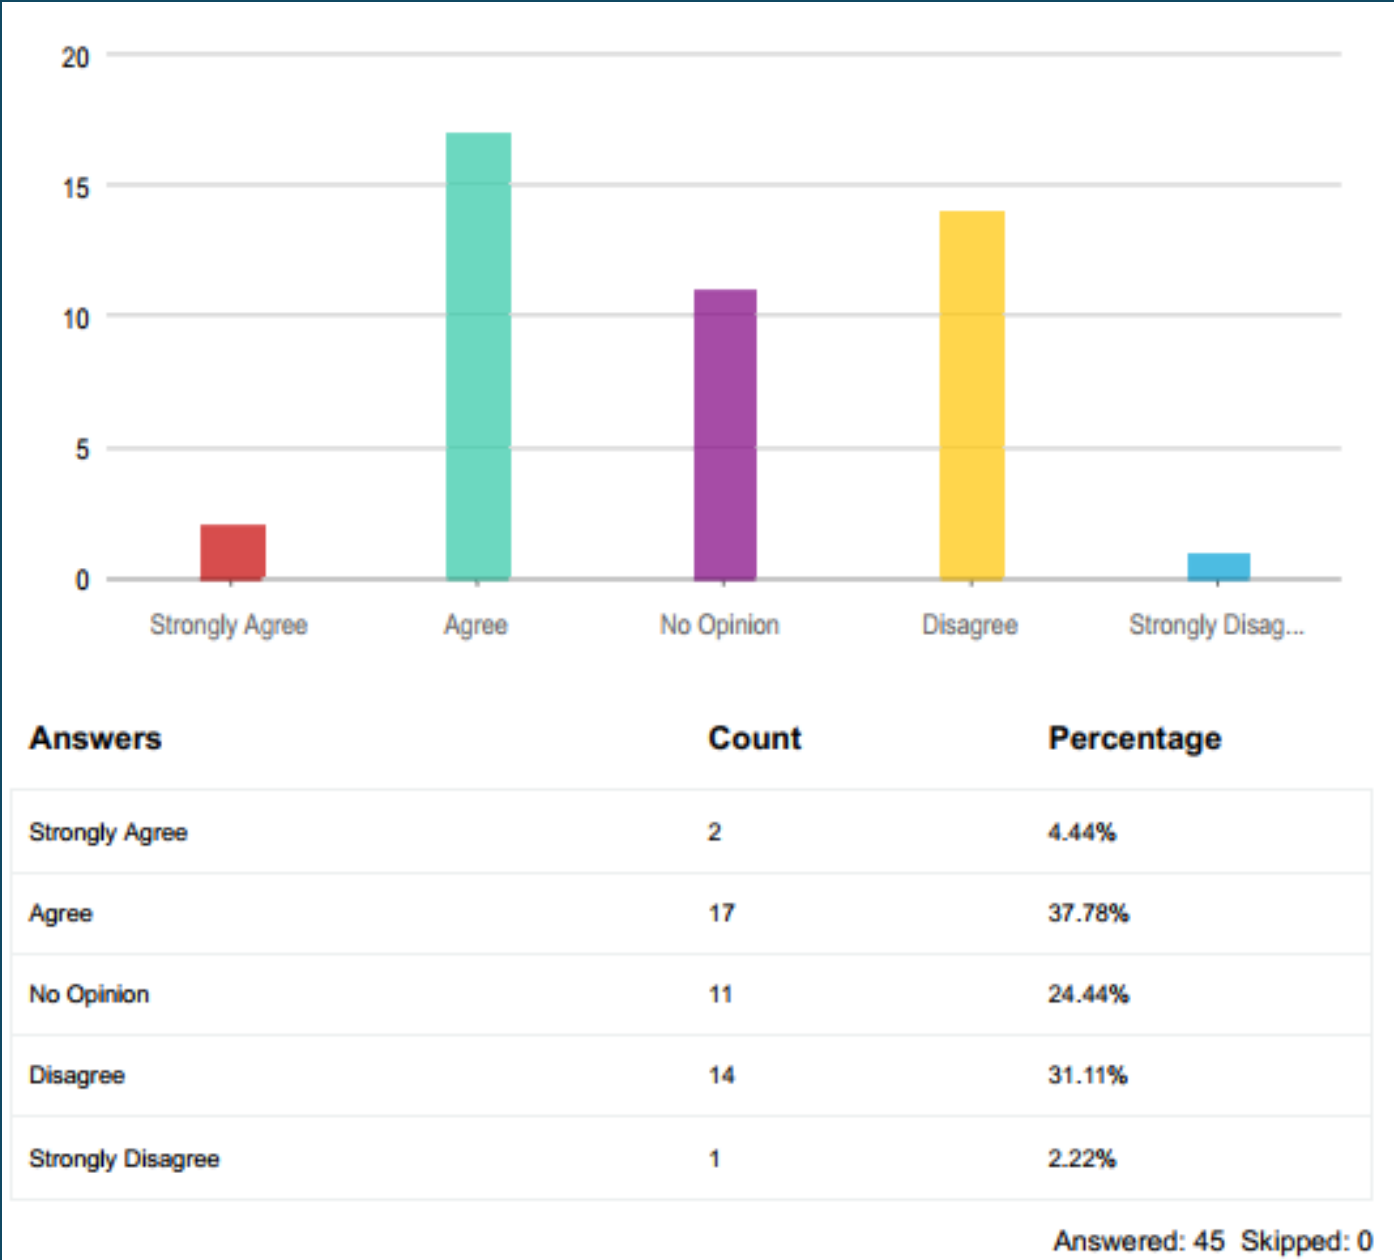 20
15
10
5
0
Strongly Agree Agree No Opinion Disagree Strongly Disag...
Answers Count Percentage
Strongly Agree 2 4.44%
Agree 17 37.78%
No Opinion 11 24.44%
Disagree 14 31.11%
Strongly Disagree 1 2.22%
Answered: 45 Skipped: 0